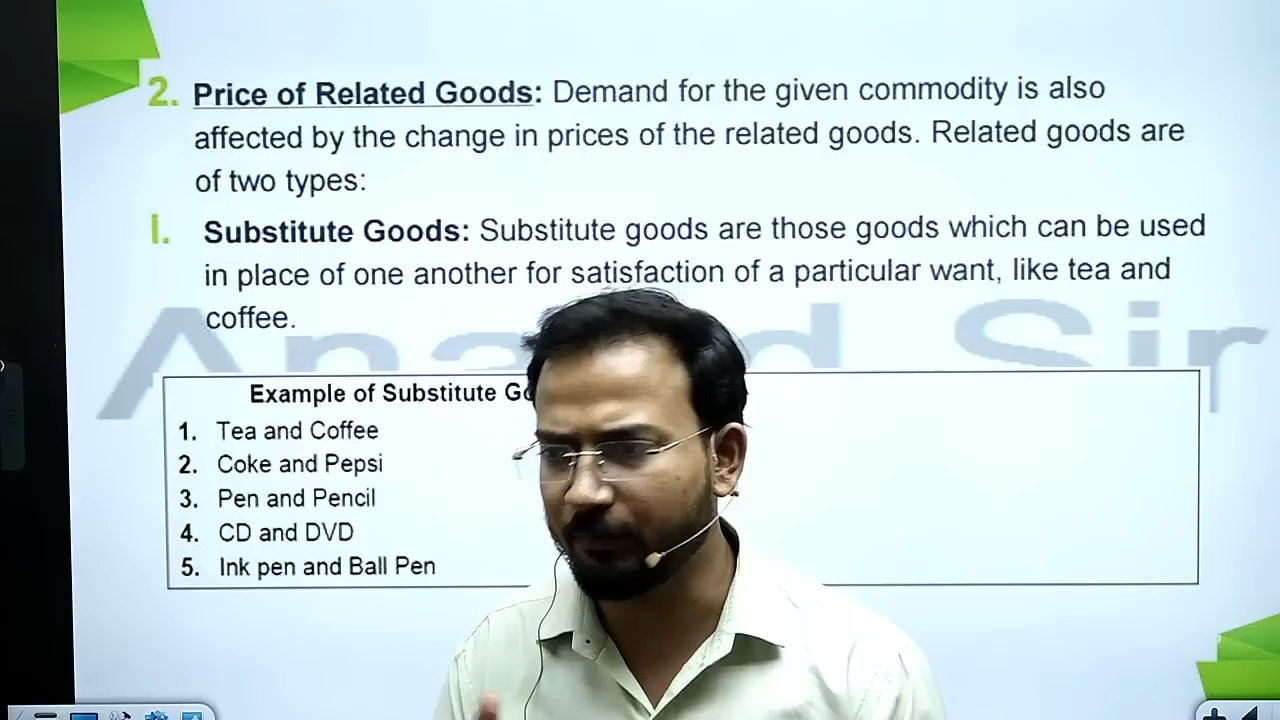 2. Price of Related Goods: Demand for the given commodity is also
affected by the change in prices of the related goods. Related goods are
of two types:
I. Substitute Goods: Substitute goods are those goods which can be used
in place of one another for satisfaction of a particular want, like tea and
coffee.
Sir
Example of Substitute
1. Tea and Coffee
2. Coke and Pepsi
3. Pen and Pencil
4. CD and DVD
5. Ink pen and Ball Pen